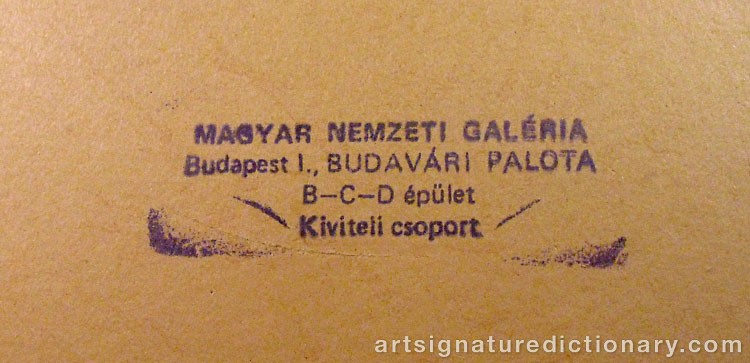 MAGYAR NEMZETI GALÉRIA
Budapest I., BUDAVÁRI PALOTA
B–C–D épület
Kiviteli csoport
artsignaturedictionary.com